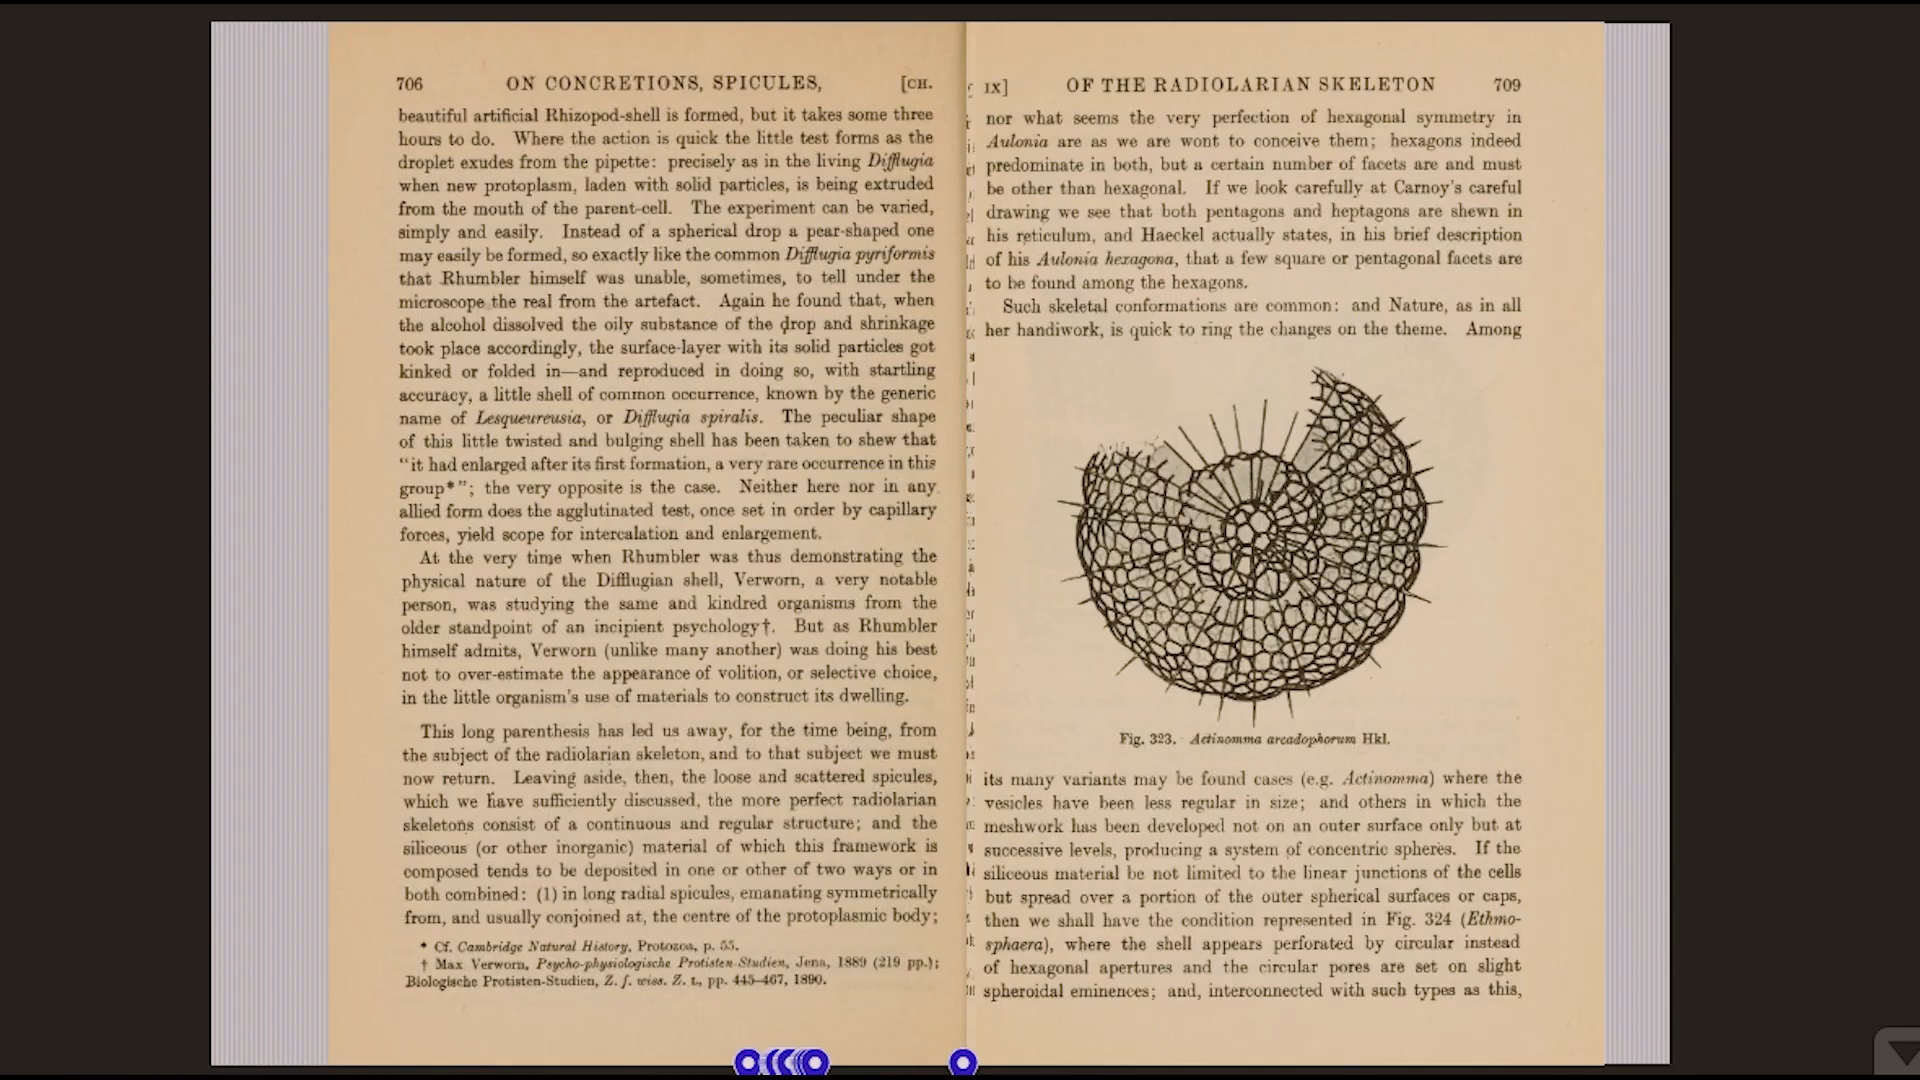 706 ON CONCRETIONS, SPICULES, [CH.
beautiful artificial Rhizopod-shell is formed, but it takes some three
hours to do. Where the action is quick the little test forms as the
droplet exudes from the pipette: precisely as in the living Difflugia
when new protoplasm, laden with solid particles, is being extruded
from the mouth of the parent-cell. The experiment can be varied,
simply and easily. Instead of a spherical drop a pear-shaped one
may easily be formed, so exactly like the common Difflugia pyriformis
that Rhumbler himself was unable, sometimes, to tell under the
microscope the real from the artefact. Again he found that, when
the alcohol dissolved the oily substance of the drop and shrinkage
took place accordingly, the surface-layer with its solid particles got
kinked or folded in—and reproduced in doing so, with startling
accuracy, a little shell of common occurrence, known by the generic
name of Lesqueureusia, or Difflugia spiralis. The peculiar shape
of this little twisted and bulging shell has been taken to shew that
“it had enlarged after its first formation, a very rare occurrence in this
group*”; the very opposite is the case. Neither here nor in any
allied form does the agglutinated test, once set in order by capillary
forces, yield scope for intercalation and enlargement.
At the very time when Rhumbler was thus demonstrating the
physical nature of the Difflugian shell, Verworn, a very notable
person, was studying the same and kindred organisms from the
older standpoint of an incipient psychology†. But as Rhumbler
himself admits, Verworn (unlike many another) was doing his best
not to over-estimate the appearance of volition, or selective choice,
in the little organism's use of materials to construct its dwelling.
This long parenthesis has led us away, for the time being, from
the subject of the radiolarian skeleton, and to that subject we must
now return. Leaving aside, then, the loose and scattered spicules,
which we have sufficiently discussed, the more perfect radiolarian
skeletons consist of a continuous and regular structure; and the
siliceous (or other inorganic) material of which this framework is
composed tends to be deposited in one or other of two ways or in
both combined: (1) in long radial spicules, emanating symmetrically
from, and usually conjoined at, the centre of the protoplasmic body;
* Cf. Cambridge Natural History, Protozoa, p. 55.
† Max Verworn, Psycho-physiologische Protisten-Studien, Jena, 1889 (219 pp.);
Biologische Protisten-Studien, Z. f. wiss. Z. L, pp. 445–467, 1890.
IX] OF THE RADIOLARIAN SKELETON 709
nor what seems the very perfection of hexagonal symmetry in
Aulonia are as we are wont to conceive them; hexagons indeed
predominate in both, but a certain number of facets are and must
be other than hexagonal. If we look carefully at Carnoy's careful
drawing we see that both pentagons and heptagons are shewn in
his reticulum, and Haeckel actually states, in his brief description
of his Aulonia hexagona, that a few square or pentagonal facets are
to be found among the hexagons.
Such skeletal conformations are common: and Nature, as in all
her handiwork, is quick to ring the changes on the theme. Among
Fig. 323. Actinomma arcadophorum Hkl.
its many variants may be found cases (e.g. Actinomma) where the
vesicles have been less regular in size; and others in which the
meshwork has been developed not on an outer surface only but at
successive levels, producing a system of concentric spheres. If the
siliceous material be not limited to the linear junctions of the cells
but spread over a portion of the outer spherical surfaces or caps,
then we shall have the condition represented in Fig. 324 (Ethmo-
sphaera), where the shell appears perforated by circular instead
of hexagonal apertures and the circular pores are set on slight
spheroidal eminences; and, interconnected with such types as this,